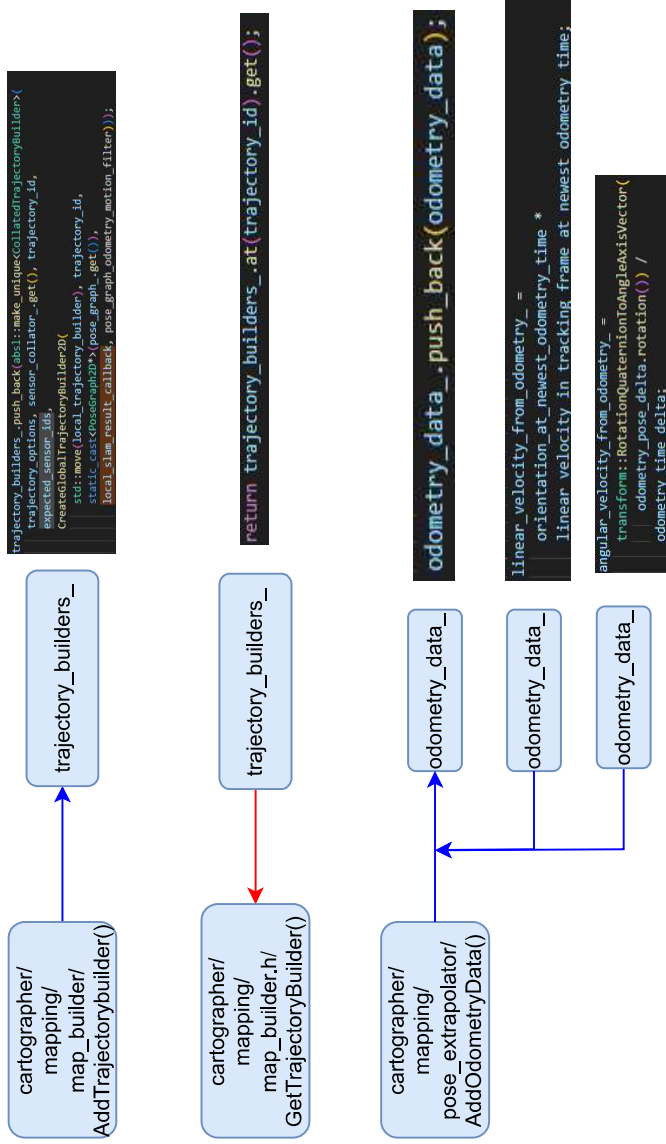 cartographer/
mapping/
map_builder/
AddTrajectorybuilder()
trajectory_builders_
trajectory_builders_.push_back(absl::make_unique<CollatedTrajectoryBuilder>(
trajectory_options, sensor_collator_.get(), trajectory_id,
expected_sensor_ids,
CreateGlobalTrajectoryBuilder2D(
std::move(local_trajectory_builder), trajectory_id,
static_cast<PoseGraph2D*>(pose_graph_.get()),
local_slam_result_callback, pose_graph_odometry_motion_filter)));
cartographer/
mapping/
map_builder.h/
GetTrajectoryBuilder()
trajectory_builders_
return trajectory_builders_.at(trajectory_id).get();
cartographer/
mapping/
pose_extrapolator/
AddOdometryData()
odometry_data_
odometry_data_.push_back(odometry_data);
odometry_data_
linear_velocity_from_odometry_ =
orientation_at_newest_odometry_time *
linear_velocity_in_tracking_frame_at_newest_odometry_time;
odometry_data_
angular_velocity_from_odometry_ =
transform::RotationQuaternionToAngleAxisVector(
odometry_pose_delta.rotation()) /
odometry_time_delta;